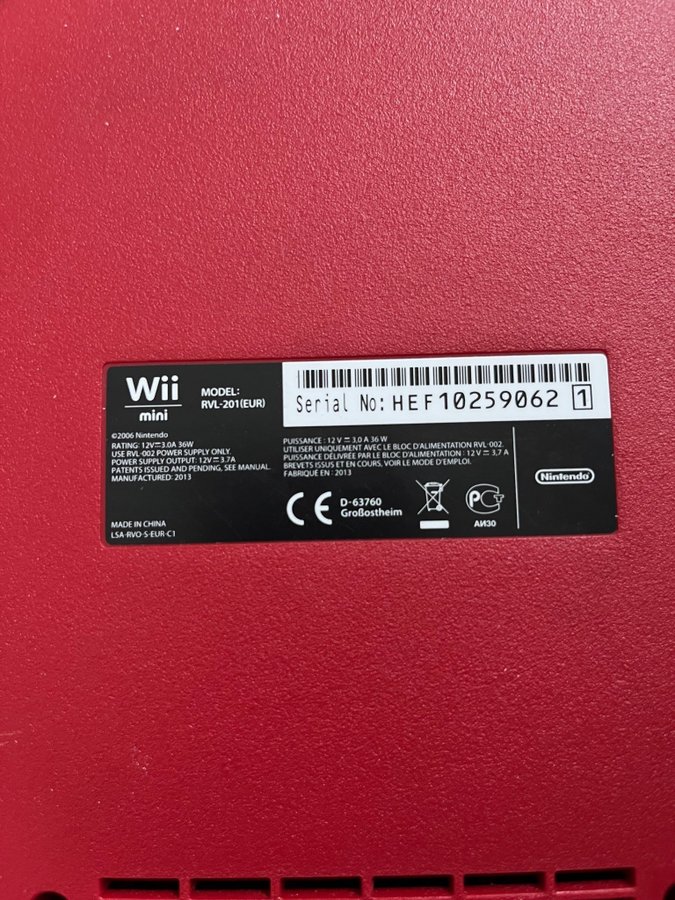 Wii
mini
MODEL:
RVL-201(EUR)
Serial No: HEF10259062 1
©2006 Nintendo
RATING: 12V⎓3.0A 36W
USE RVL-002 POWER SUPPLY ONLY.
POWER SUPPLY OUTPUT: 12V⎓3.7A
PATENTS ISSUED AND PENDING, SEE MANUAL.
MANUFACTURED: 2013
MADE IN CHINA
LSA-RVO-S-EUR-C1
PUISSANCE : 12 V⎓3,0 A 36 W
UTILISER UNIQUEMENT AVEC LE BLOC D'ALIMENTATION RVL-002.
PUISSANCE DÉLIVRÉE PAR LE BLOC D'ALIMENTATION : 12 V⎓3,7 A
BREVETS ISSUS ET EN COURS, VOIR LE MODE D'EMPLOI.
FABRIQUÉ EN : 2013
CE
D-63760
Großostheim
РСТ
АИ30
Nintendo